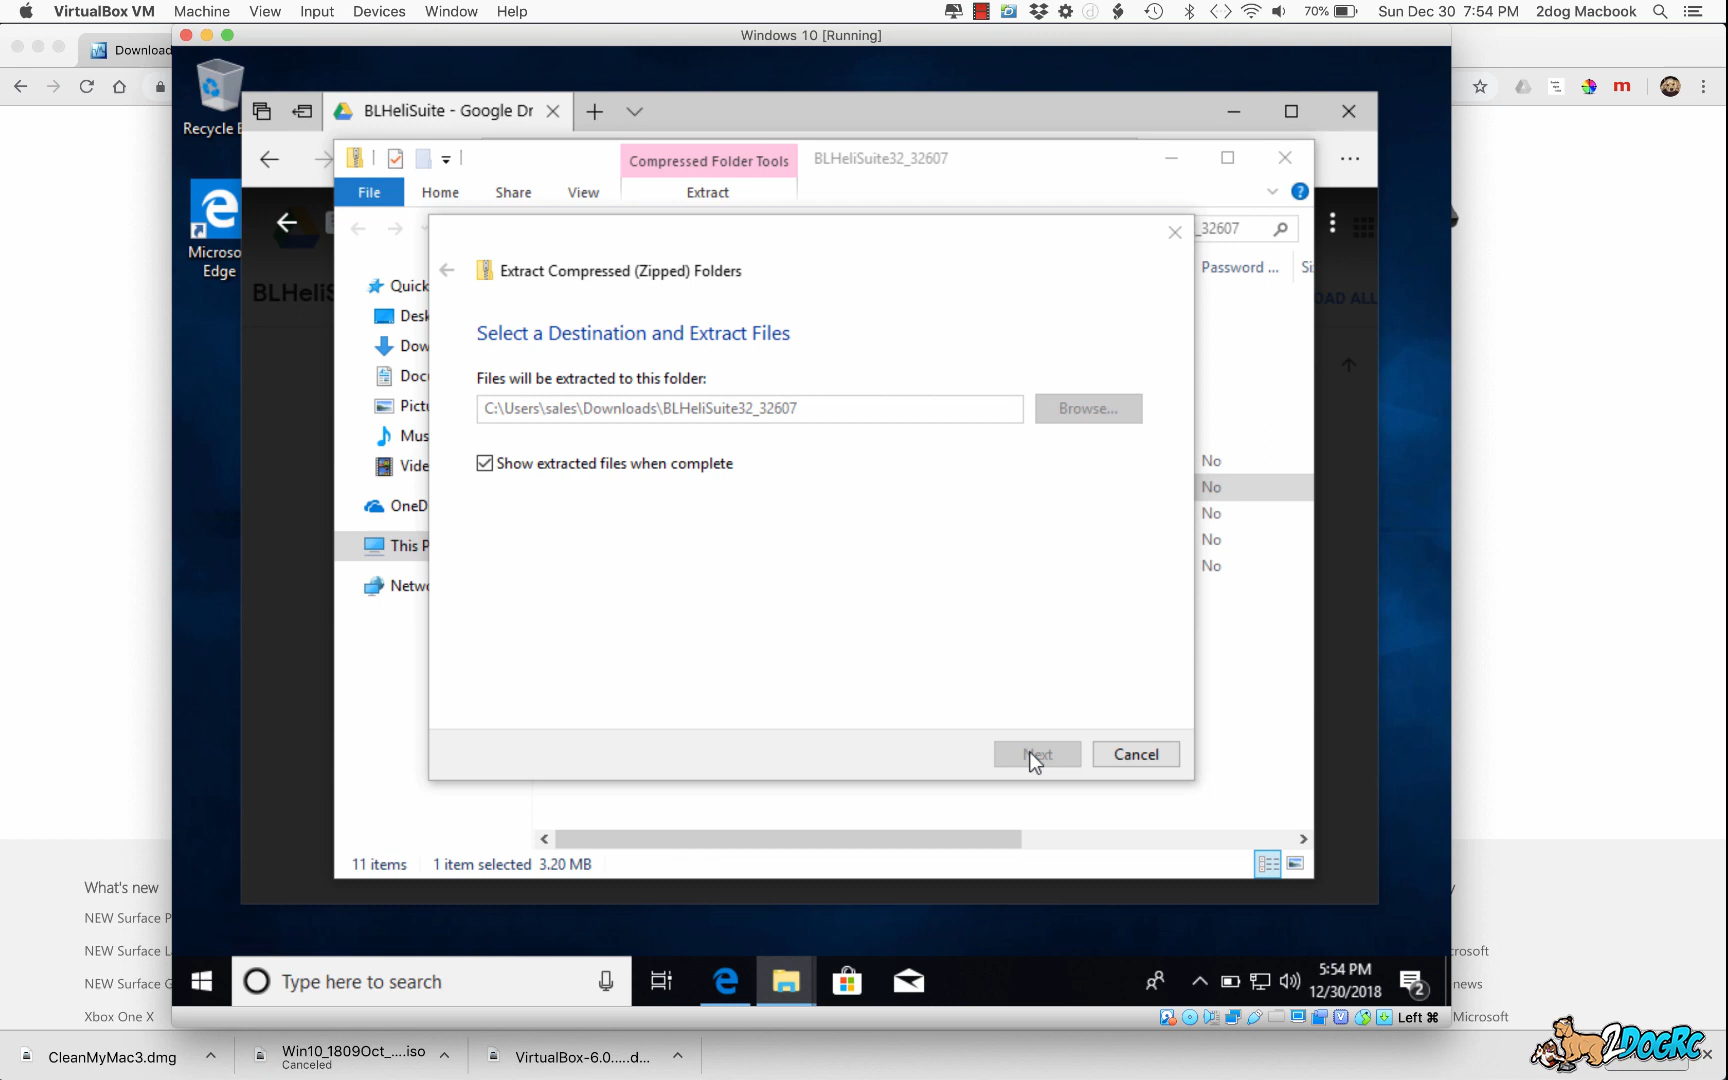 VirtualBox VM Machine View Input Devices Window Help 70% Sun Dec 30 7:54 PM 2dog Macbook
Windows 10 [Running]
Download
Recycle B
BLHeliSuite - Google Dr
Compressed Folder Tools
BLHeliSuite32_32607
File Home Share View Extract
Microso
Edge
_32607
Extract Compressed (Zipped) Folders
Password ... Si
BLHeliS
OAD ALL
Select a Destination and Extract Files
Files will be extracted to this folder:
C:\Users\sales\Downloads\BLHeliSuite32_32607
Browse...
Show extracted files when complete
Quick
Desk
Dow
Docu
Pictu
Mus
Vide
OneD
This P
Netwo
No
No
No
No
No
Next
Cancel
11 items 1 item selected 3.20 MB
What's new
NEW Surface P
NEW Surface L
NEW Surface G
Xbox One X
y
crosoft
news
Microsoft
Type here to search
5:54 PM
12/30/2018
2
Left ⌘
CleanMyMac3.dmg
Win10_1809Oct_....iso
Canceled
VirtualBox-6.0.....d...
2DOGRC